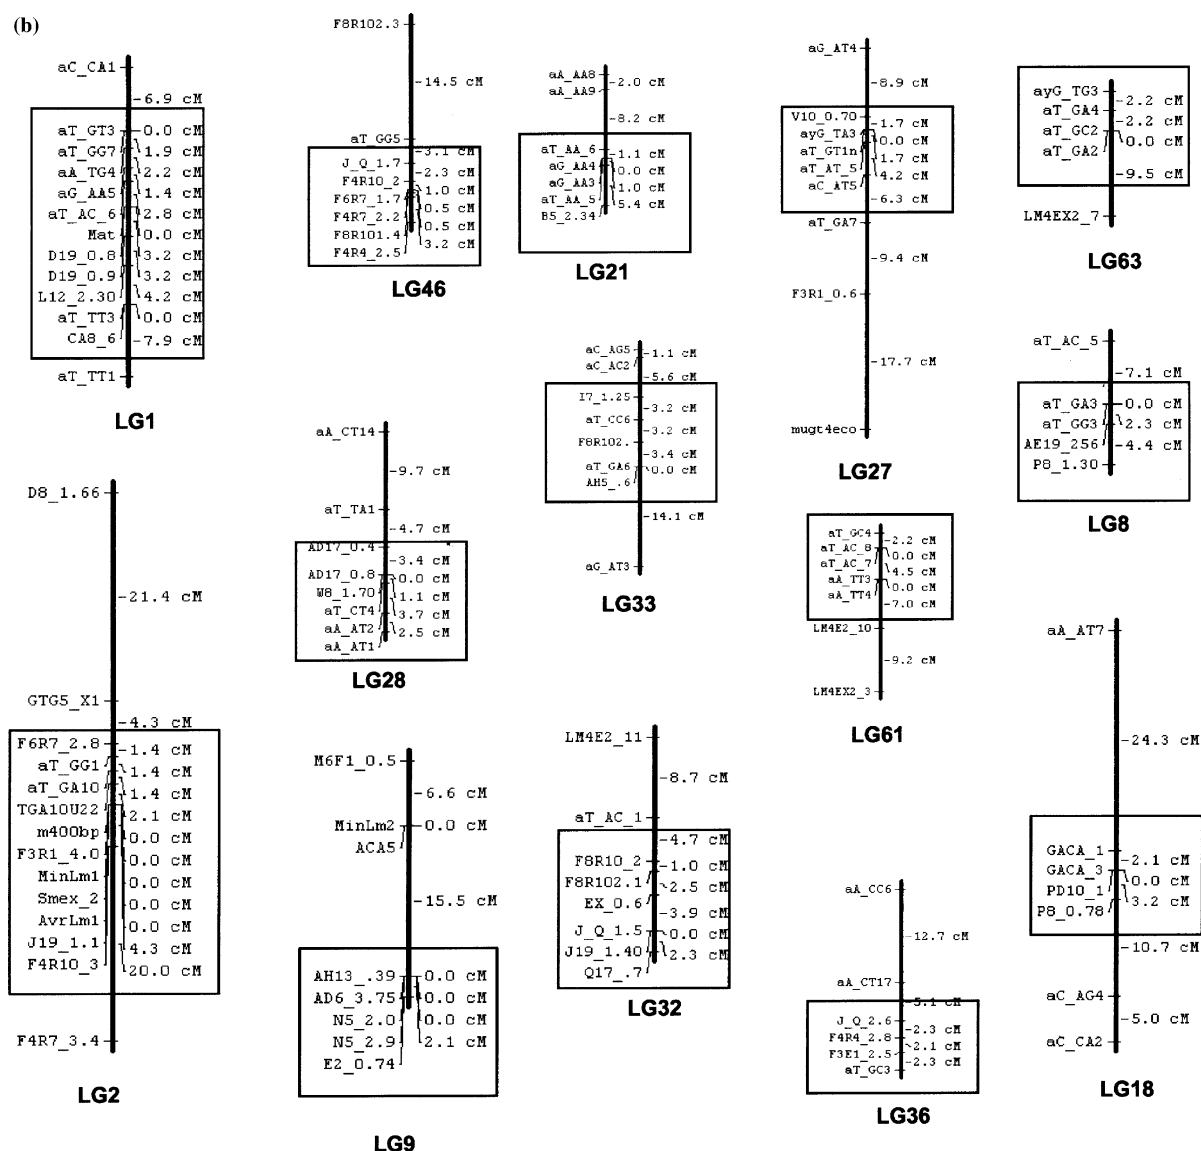 (b)
aC_CA1
6.9 cM
aT_GT3 0.0 cM
aT_GG7 1.9 cM
aA_TG4 2.2 cM
aG_AA5 1.4 cM
aT_AC_6 2.8 cM
Mat 0.0 cM
D19_0.8 3.2 cM
D19_0.9 3.2 cM
L12_2.30 4.2 cM
aT_TT3 0.0 cM
CA8_6 7.9 cM
aT_TT1
LG1
F8R102.3
14.5 cM
aT_GG5
3.1 cM
J_Q_1.7
2.3 cM
F4R10_2
1.0 cM
F6R7_1.7
0.5 cM
F4R7_2.2
0.5 cM
F8R101.4
3.2 cM
F4R4_2.5
LG46
aA_AA8
2.0 cM
aA_AA9
8.2 cM
aT_AA_6
1.1 cM
aG_AA4
0.0 cM
aG_AA3
1.0 cM
aT_AA_5
5.4 cM
B5_2.34
LG21
aG_AT4
8.9 cM
V10_0.70
1.7 cM
ayG_TA3
0.0 cM
aT_GT1n
1.7 cM
aT_AT_5
4.2 cM
aC_AT5
6.3 cM
aT_GA7
9.4 cM
F3R1_0.6
17.7 cM
mugt4eco
LG27
ayG_TG3
2.2 cM
aT_GA4
2.2 cM
aT_GC2
0.0 cM
aT_GA2
9.5 cM
LM4EX2_7
LG63
aT_AC_5
7.1 cM
aT_GA3 0.0 cM
aT_GG3 2.3 cM
AE19_256 4.4 cM
P8_1.30
LG8
aC_AG5
1.1 cM
aC_AC2
5.6 cM
I7_1.25
3.2 cM
aT_CC6
3.2 cM
F8R102.
3.4 cM
aT_GA6
0.0 cM
AH5_.6
14.1 cM
aG_AT3
LG33
aA_CT14
9.7 cM
aT_TA1
4.7 cM
AD17_0.4
3.4 cM
AD17_0.8
0.0 cM
W8_1.70
1.1 cM
aT_CT4
3.7 cM
aA_AT2
2.5 cM
aA_AT1
LG28
D8_1.66
21.4 cM
GTG5_X1
4.3 cM
F6R7_2.8
1.4 cM
aT_GG1
1.4 cM
aT_GA10
1.4 cM
TGA10U22
2.1 cM
m400bp
0.0 cM
F3R1_4.0
0.0 cM
MinLm1
0.0 cM
Smex_2
0.0 cM
AvrLm1
0.0 cM
J19_1.1
4.3 cM
F4R10_3
20.0 cM
F4R7_3.4
LG2
aT_GC4
2.2 cM
aT_AC_8
0.0 cM
aT_AC_7
4.5 cM
aA_TT3
0.0 cM
aA_TT4
7.0 cM
LM4E2_10
9.2 cM
LM4EX2_3
LG61
M6F1_0.5
6.6 cM
MinLm2 0.0 cM
ACA5
15.5 cM
AH13_.39 0.0 cM
AD6_3.75 0.0 cM
N5_2.0 0.0 cM
N5_2.9 2.1 cM
E2_0.74
LG9
LM4E2_11
8.7 cM
aT_AC_1
4.7 cM
F8R10_2
1.0 cM
F8R102.1
2.5 cM
EX_0.6
3.9 cM
J_Q_1.5
0.0 cM
J19_1.40
2.3 cM
Q17_.7
LG32
aA_CC6
12.7 cM
aA_CT17
5.1 cM
J_Q_2.6
2.3 cM
F4R4_2.8
2.1 cM
F3E1_2.5
2.3 cM
aT_GC3
LG36
aA_AT7
24.3 cM
GACA_1
2.1 cM
GACA_3
0.0 cM
PD10_1
3.2 cM
P8_0.78
10.7 cM
aC_AG4
5.0 cM
aC_CA2
LG18